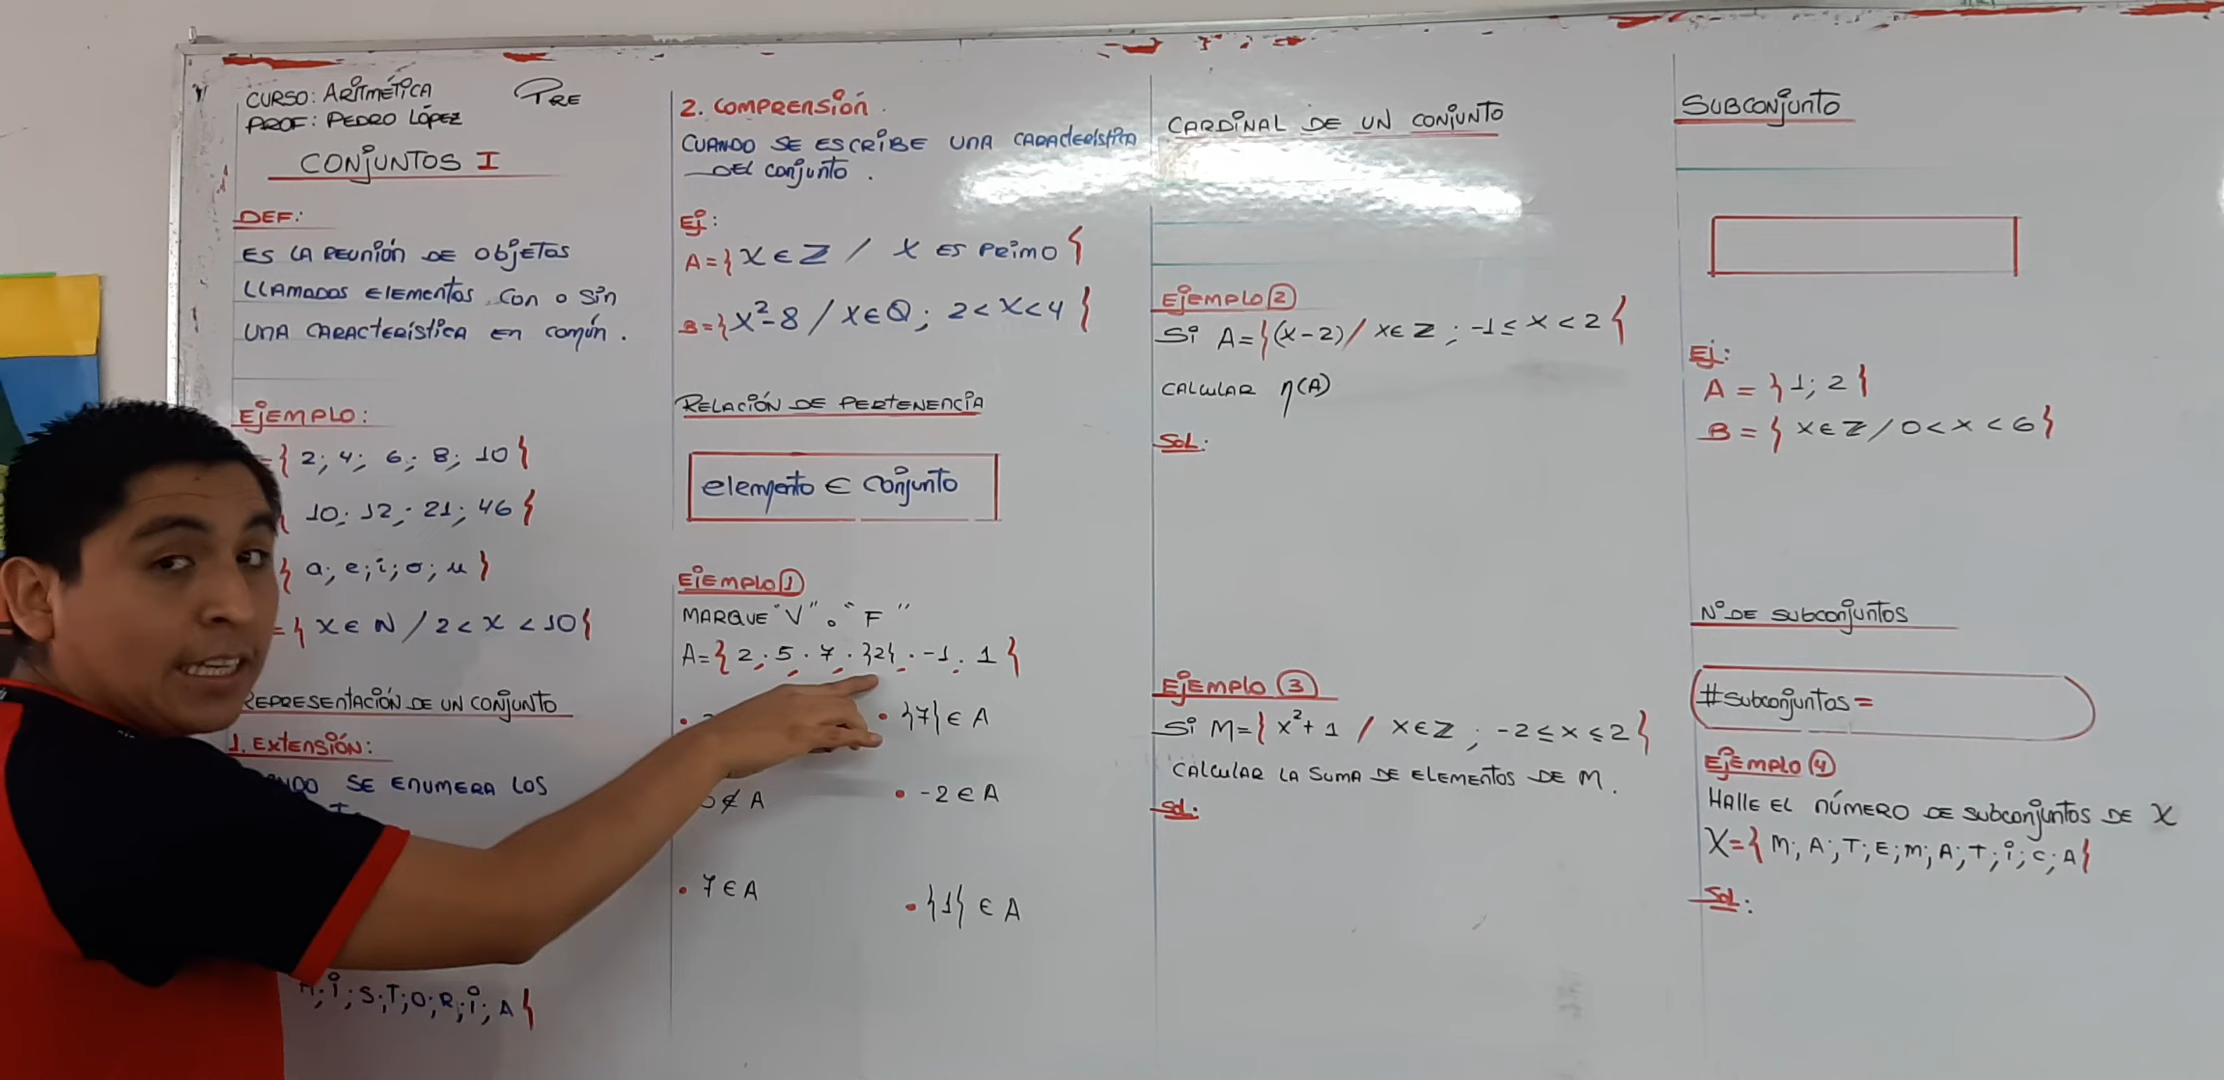 CURSO: ARITMÉTICA
PRE
PROF: PEDRO LÓPEZ
CONJUNTOS I
DEF:
ES LA REUNIÓN DE OBJETOS
LLAMADOS ELEMENTOS CON O SIN
UNA CARACTERÍSTICA EN COMÚN.
EJEMPLO:
={ 2; 4; 6; 8; 10}
{ 10; 12; 21; 46}
{ a; e; i; o; u }
={ X ∈ N / 2 < X < 10}
REPRESENTACIÓN DE UN CONJUNTO
1. EXTENSIÓN:
SE ENUMERA LOS
; i; S; T; O; R; i; A}
2. COMPRENSIÓN.
CUANDO SE ESCRIBE UNA CARACTERÍSTICA
DEL CONJUNTO.
Ej:
A={ X ∈ Z / X ES PRIMO }
B={ X²-8 / X ∈ Q; 2<X<4 }
RELACIÓN DE PERTENENCIA
elemento ∈ conjunto
EJEMPLO 1
MARQUE "V" o "F"
A={ 2; 5; 7; {2}; -1; 1 }
• {7} ∈ A
∉ A
• -2 ∈ A
• 7 ∈ A
• {1} ∈ A
CARDINAL DE UN CONJUNTO
EJEMPLO 2
Si A={(X-2) / X ∈ Z; -1≤ X < 2}
CALCULAR η(A)
SOL:
EJEMPLO 3
Si M={ X²+1 / X ∈ Z; -2 ≤ X ≤ 2 }
CALCULAR LA SUMA DE ELEMENTOS DE M.
SOL:
SUBCONJUNTO
Ej:
A = { 1; 2 }
B = { X ∈ Z / 0 < X < 6 }
N° DE SUBCONJUNTOS
#subconjuntos =
EJEMPLO 4
HALLE EL NÚMERO DE SUBCONJUNTOS DE X
X={ M; A; T; E; M; A; T; i; C; A}
SOL: